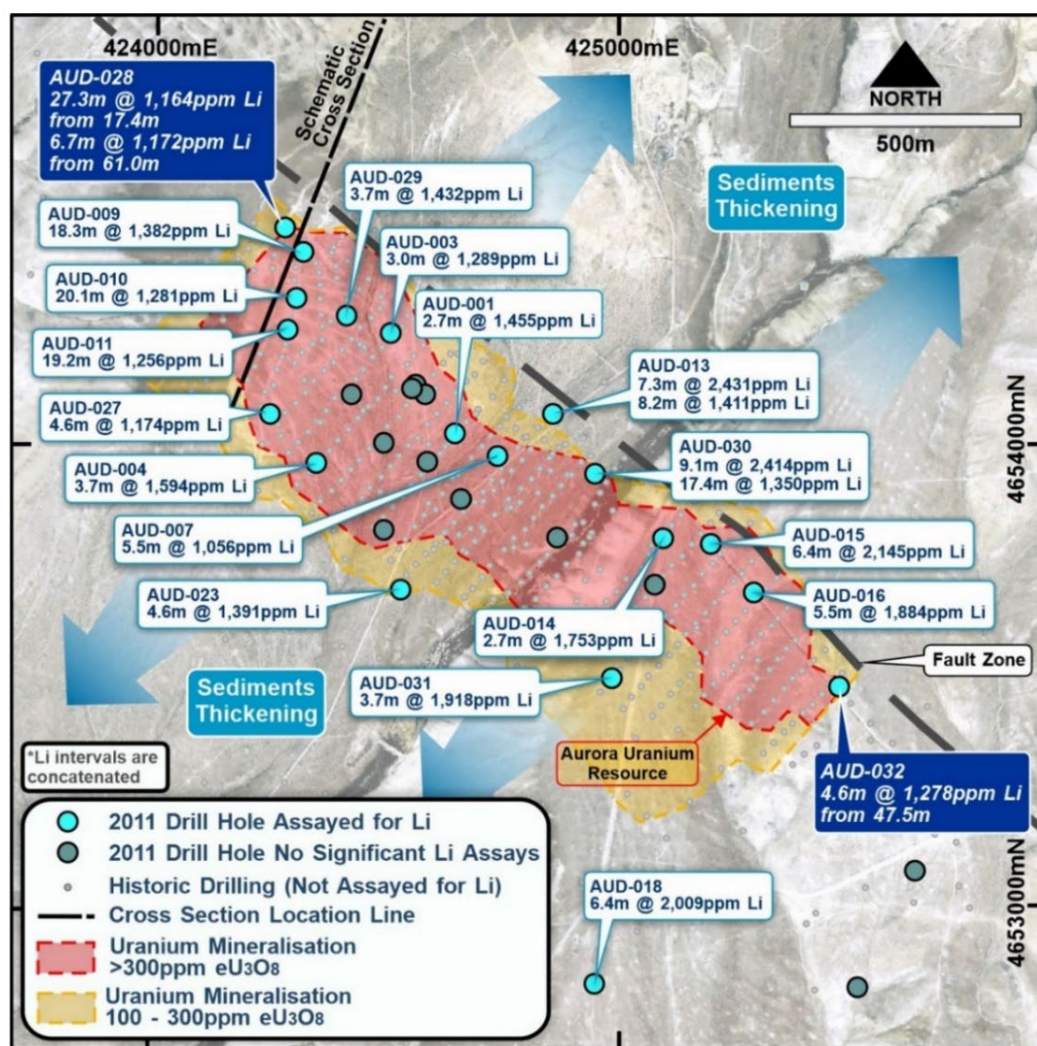 424000mE
425000mE
AUD-028
27.3m @ 1,164ppm Li
from 17.4m
6.7m @ 1,172ppm Li
from 61.0m
Schematic
Cross Section
NORTH
500m
AUD-029
3.7m @ 1,432ppm Li
Sediments
Thickening
AUD-009
18.3m @ 1,382ppm Li
AUD-003
3.0m @ 1,289ppm Li
AUD-010
20.1m @ 1,281ppm Li
AUD-001
2.7m @ 1,455ppm Li
AUD-011
19.2m @ 1,256ppm Li
AUD-013
7.3m @ 2,431ppm Li
8.2m @ 1,411ppm Li
AUD-027
4.6m @ 1,174ppm Li
4654000mN
AUD-030
9.1m @ 2,414ppm Li
17.4m @ 1,350ppm Li
AUD-004
3.7m @ 1,594ppm Li
AUD-007
5.5m @ 1,056ppm Li
AUD-015
6.4m @ 2,145ppm Li
AUD-023
4.6m @ 1,391ppm Li
AUD-016
5.5m @ 1,884ppm Li
AUD-014
2.7m @ 1,753ppm Li
Fault Zone
Sediments
Thickening
AUD-031
3.7m @ 1,918ppm Li
*Li intervals are
concatenated
Aurora Uranium
Resource
AUD-032
4.6m @ 1,278ppm Li
from 47.5m
2011 Drill Hole Assayed for Li
2011 Drill Hole No Significant Li Assays
Historic Drilling (Not Assayed for Li)
Cross Section Location Line
Uranium Mineralisation
>300ppm eU3O8
Uranium Mineralisation
100 - 300ppm eU3O8
AUD-018
6.4m @ 2,009ppm Li
4653000mN